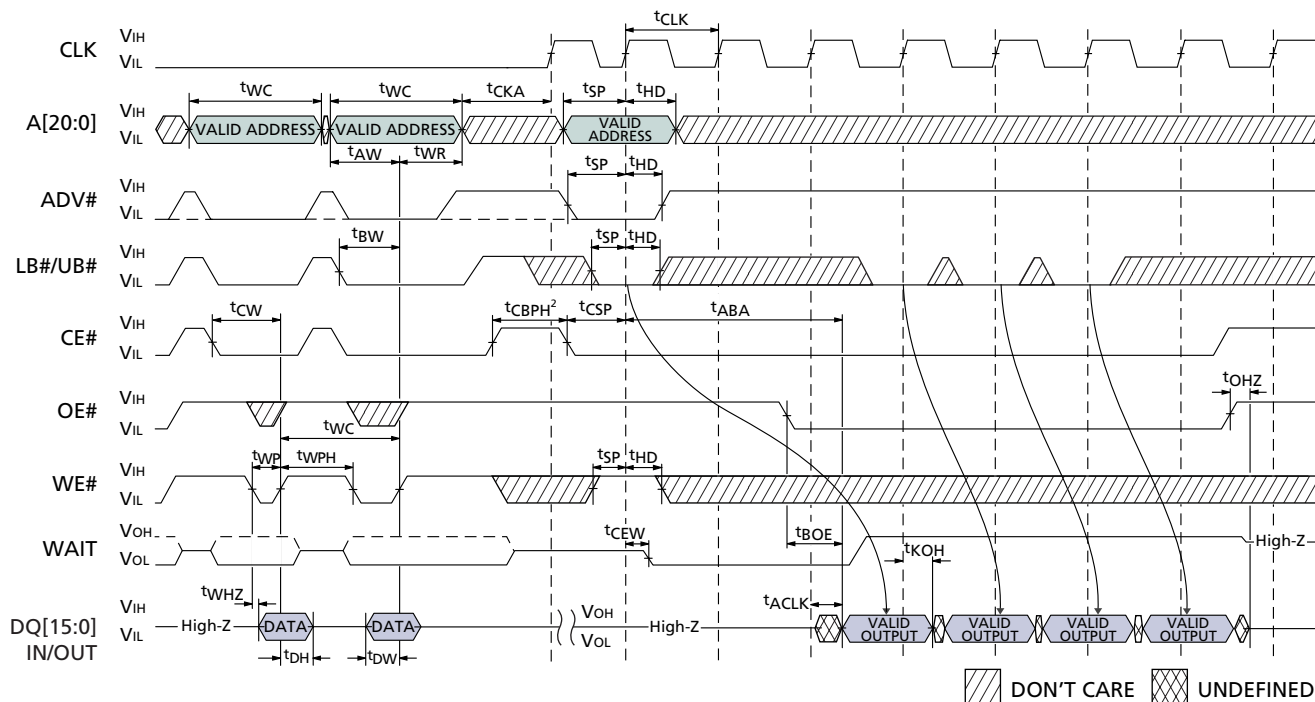 tCLK
CLK
VIH
VIL
tWC
tWC
tCKA
tSP
tHD
A[20:0]
VIH
VIL
VALID ADDRESS
VALID ADDRESS
VALID
ADDRESS
tAW
tWR
tSP
tHD
ADV#
VIH
VIL
tBW
tSP
tHD
LB#/UB#
VIH
VIL
tCW
tCBPH2
tCSP
tABA
CE#
VIH
VIL
tOHZ
OE#
VIH
VIL
tWC
tWP
tWPH
tSP
tHD
WE#
VIH
VIL
tCEW
tBOE
tKOH
WAIT
VOH
VOL
High-Z
tWHZ
tACLK
DQ[15:0]
IN/OUT
VIH
VIL
High-Z
DATA
DATA
VOH
VOL
High-Z
VALID
OUTPUT
VALID
OUTPUT
VALID
OUTPUT
VALID
OUTPUT
tDH
tDW
DON'T CARE
UNDEFINED